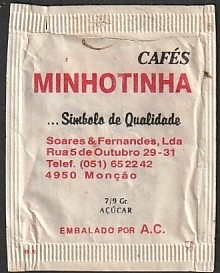 CAFÉS
MINHOTINHA
...Simbolo de Qualidade
Soares & Fernandes, Lda
Rua 5 de Outubro 29-31
Telef. (051) 652242
4950 Monção
7/9 Gr.
AÇÚCAR
EMBALADO POR A.C.